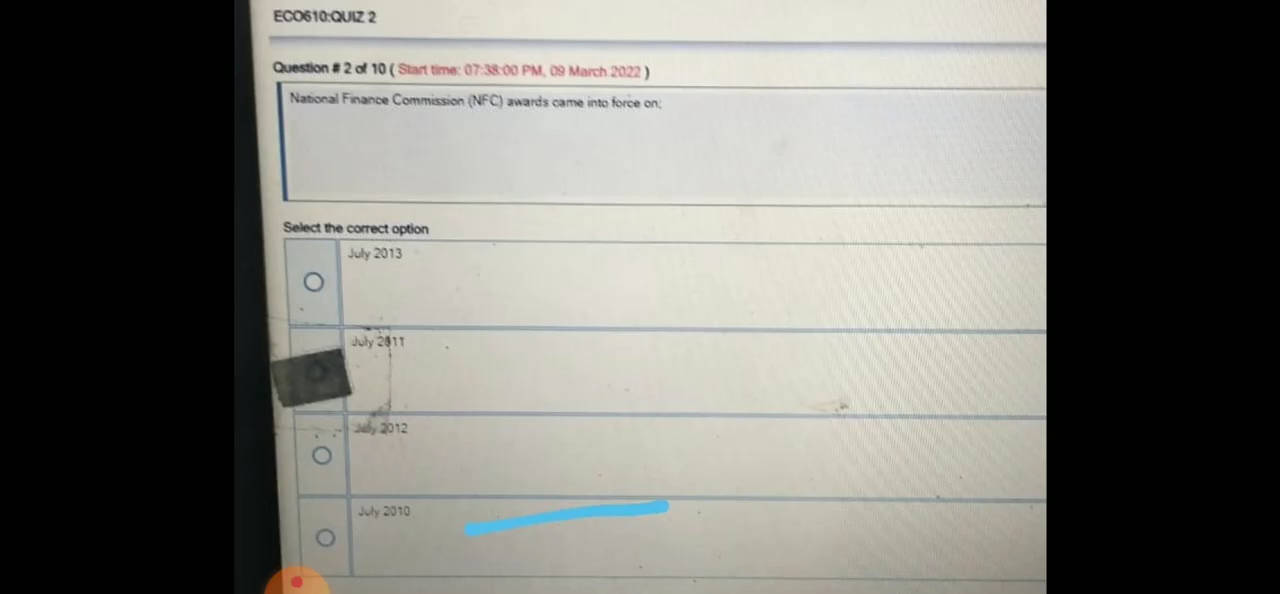 ECO610:QUIZ 2
Question # 2 of 10 ( Start time: 07:38:00 PM, 09 March 2022 )
National Finance Commission (NFC) awards came into force on;
Select the correct option
July 2013
July 2011
July 2012
July 2010